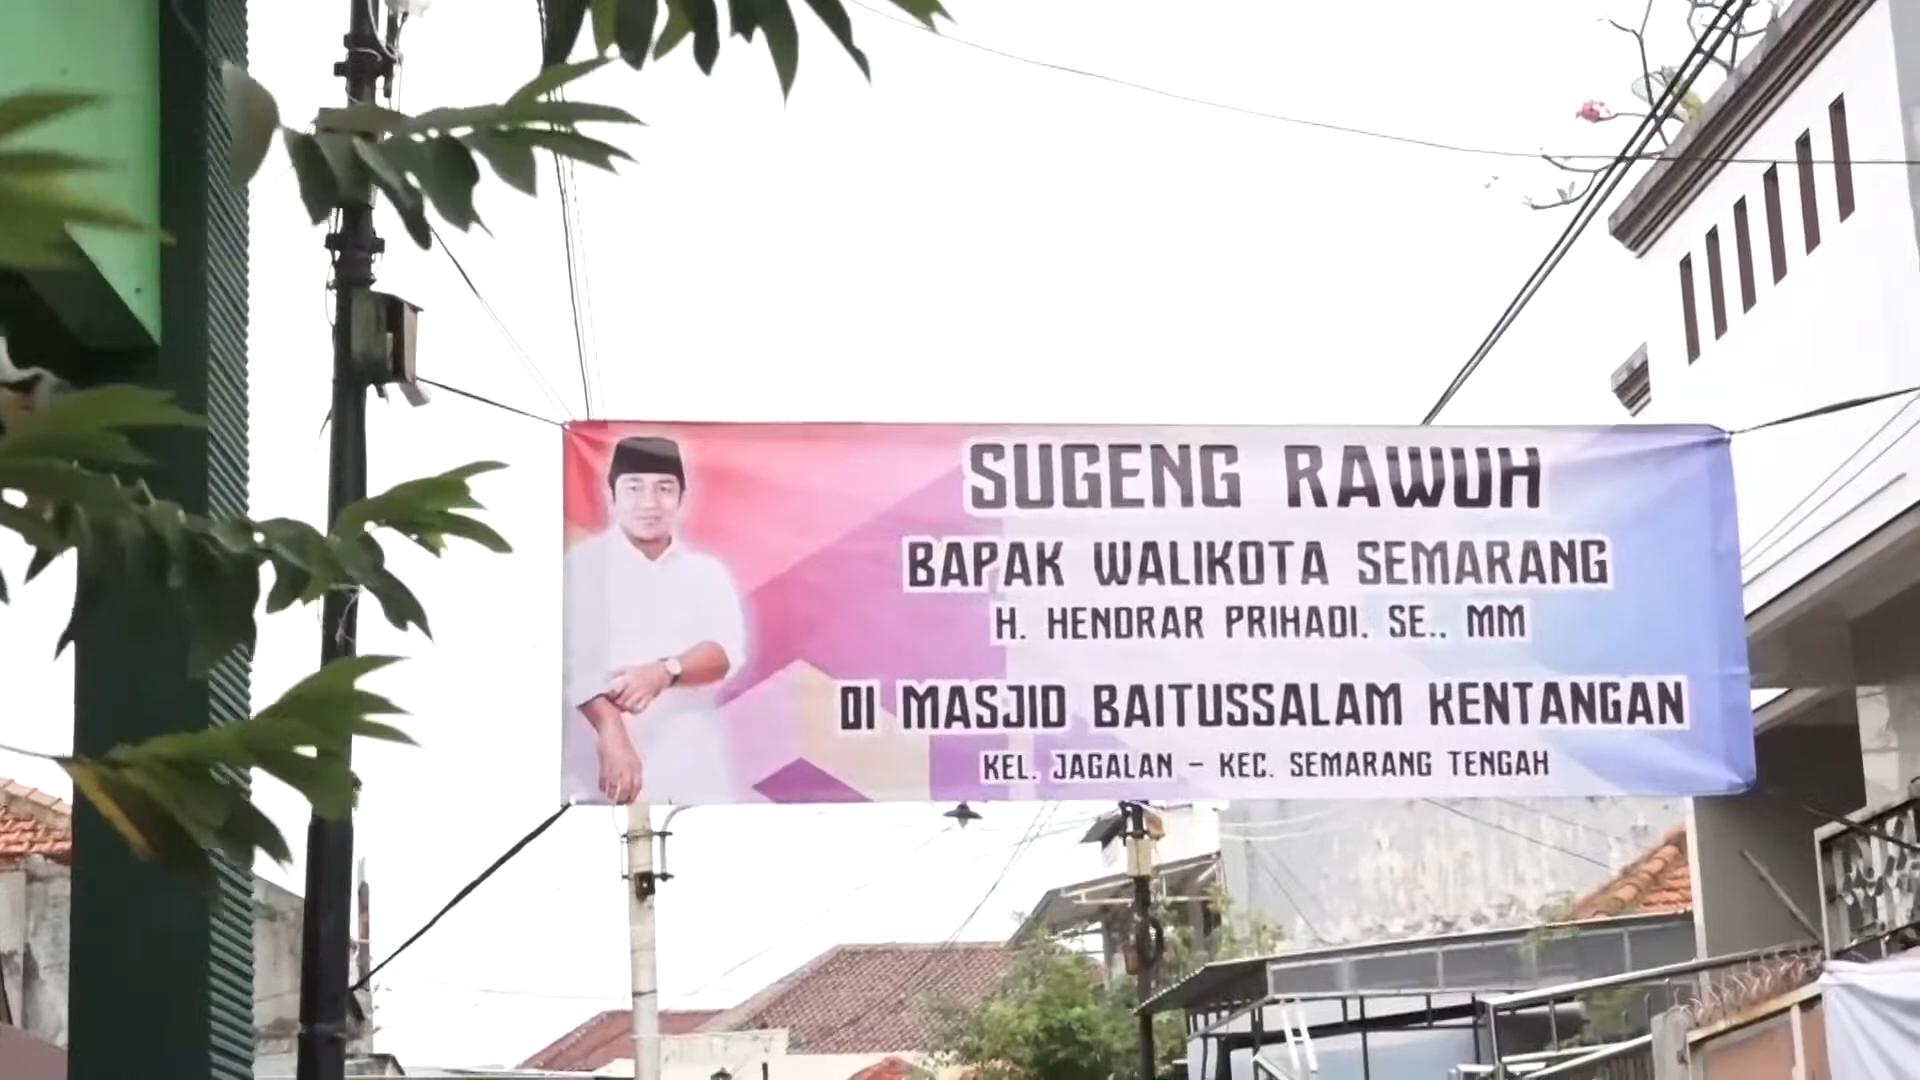 SUGENG RAWUH
BAPAK WALIKOTA SEMARANG
H. HENDRAR PRIHADI. SE., MM
DI MASJID BAITUSSALAM KENTANGAN
KEL. JAGALAN - KEC. SEMARANG TENGAH